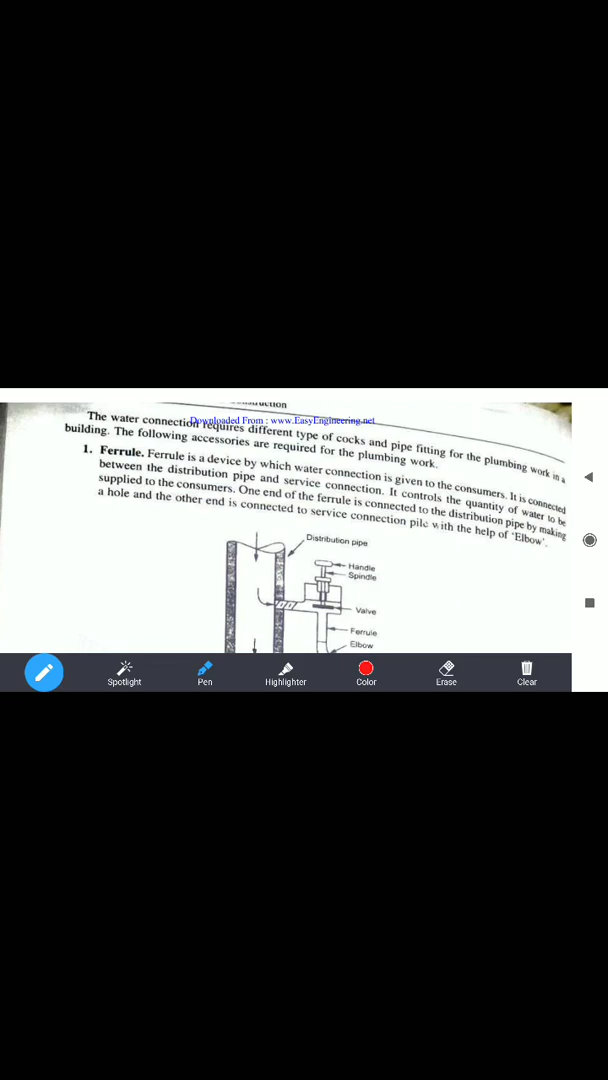 Downloaded From : www.EasyEngineering.net
The water connection requires different type of cocks and pipe fitting for the plumbing work in a
building. The following accessories are required for the plumbing work.
1. Ferrule. Ferrule is a device by which water connection is given to the consumers. It is connected
between the distribution pipe and service connection. It controls the quantity of water to be
supplied to the consumers. One end of the ferrule is connected to the distribution pipe by making
a hole and the other end is connected to service connection pile with the help of 'Elbow'.
Distribution pipe
Handle
Spindle
Valve
Ferrule
Elbow
Spotlight
Pen
Highlighter
Color
Erase
Clear